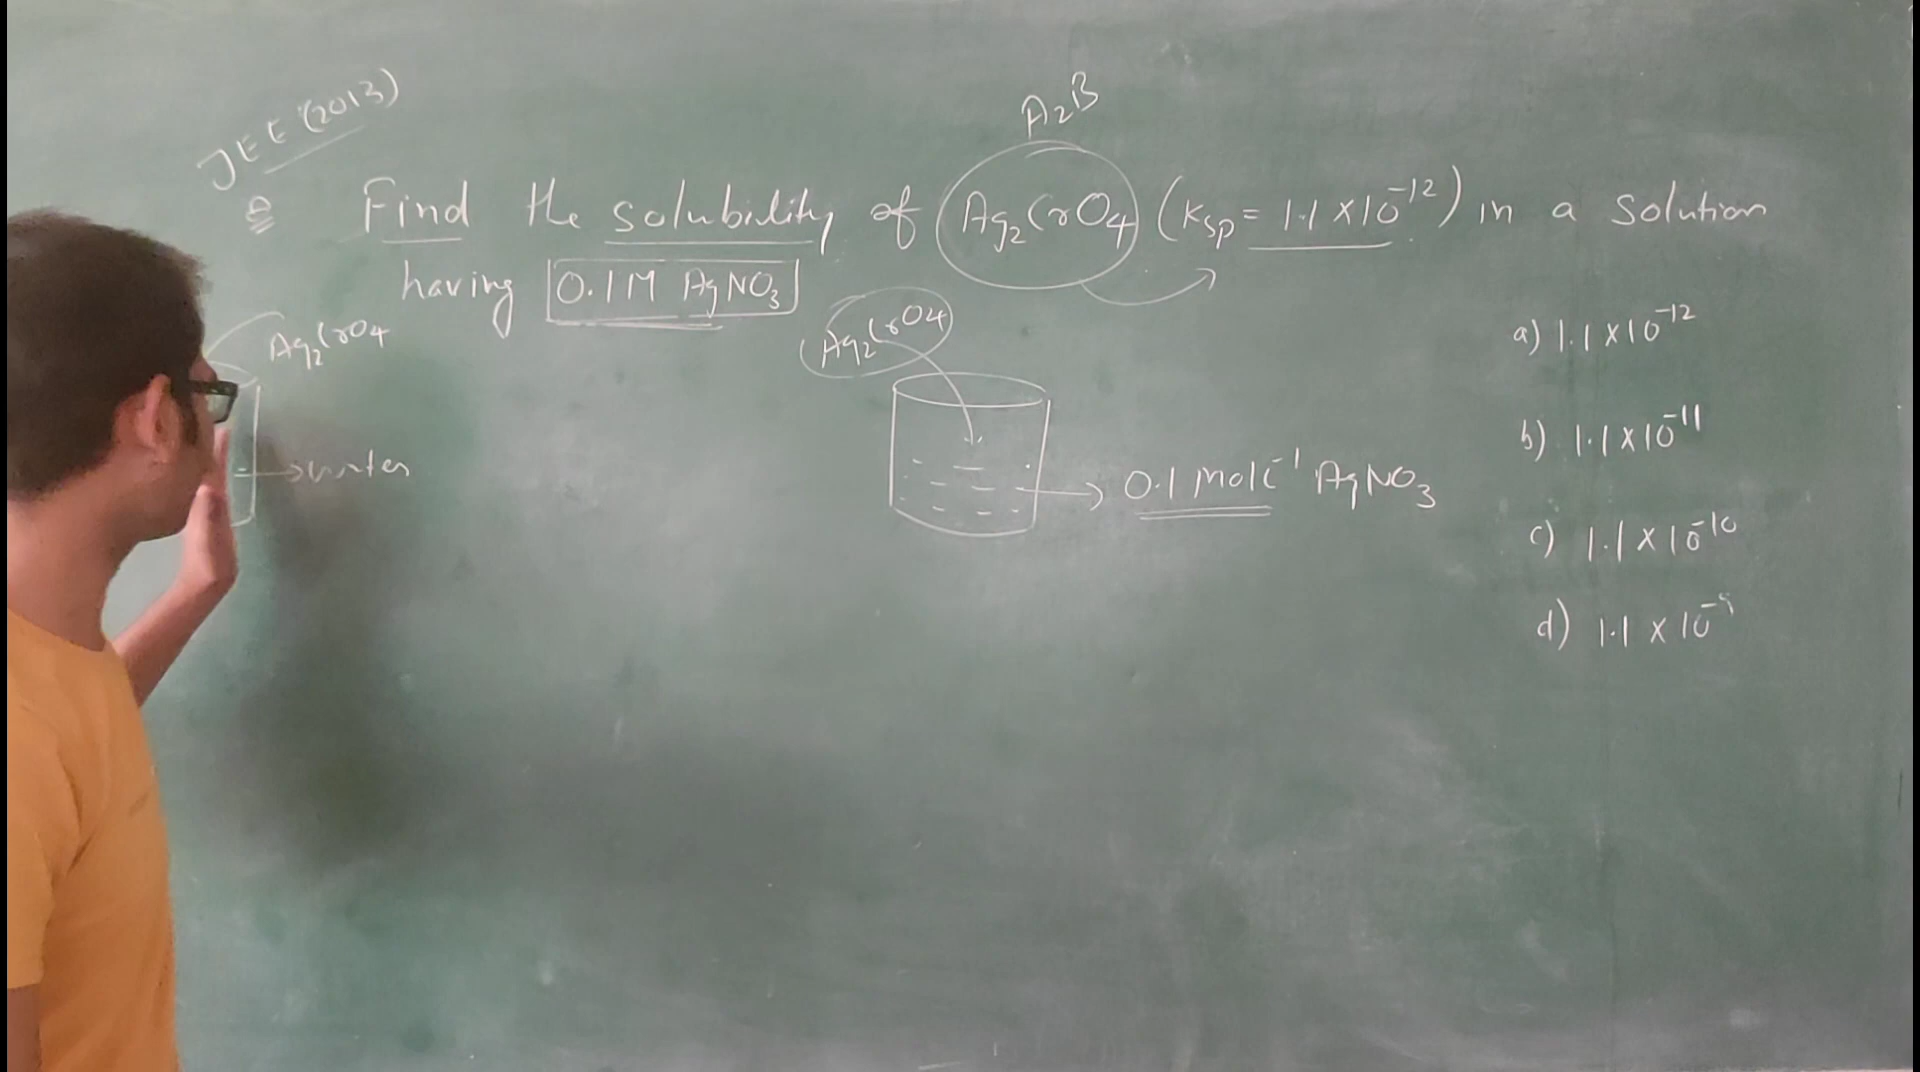 JEE (2013)
A₂B
Q Find the solubility of Ag₂CrO₄ (Ksp = 1.1 × 10⁻¹²) in a solution
having 0.1M AgNO₃
Ag₂CrO₄
water
Ag₂CrO₄
0.1 mol L⁻¹ AgNO₃
a) 1.1 × 10⁻¹²
b) 1.1 × 10⁻¹¹
c) 1.1 × 10⁻¹⁰
d) 1.1 × 10⁻⁹